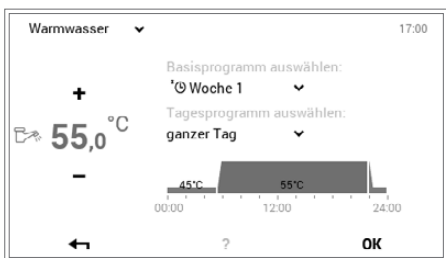 Warmwasser
17:00
Basisprogramm auswählen:
Woche 1
+
55,0°C
−
Tagesprogramm auswählen:
ganzer Tag
45°C
55°C
00:00
12:00
24:00
?
OK